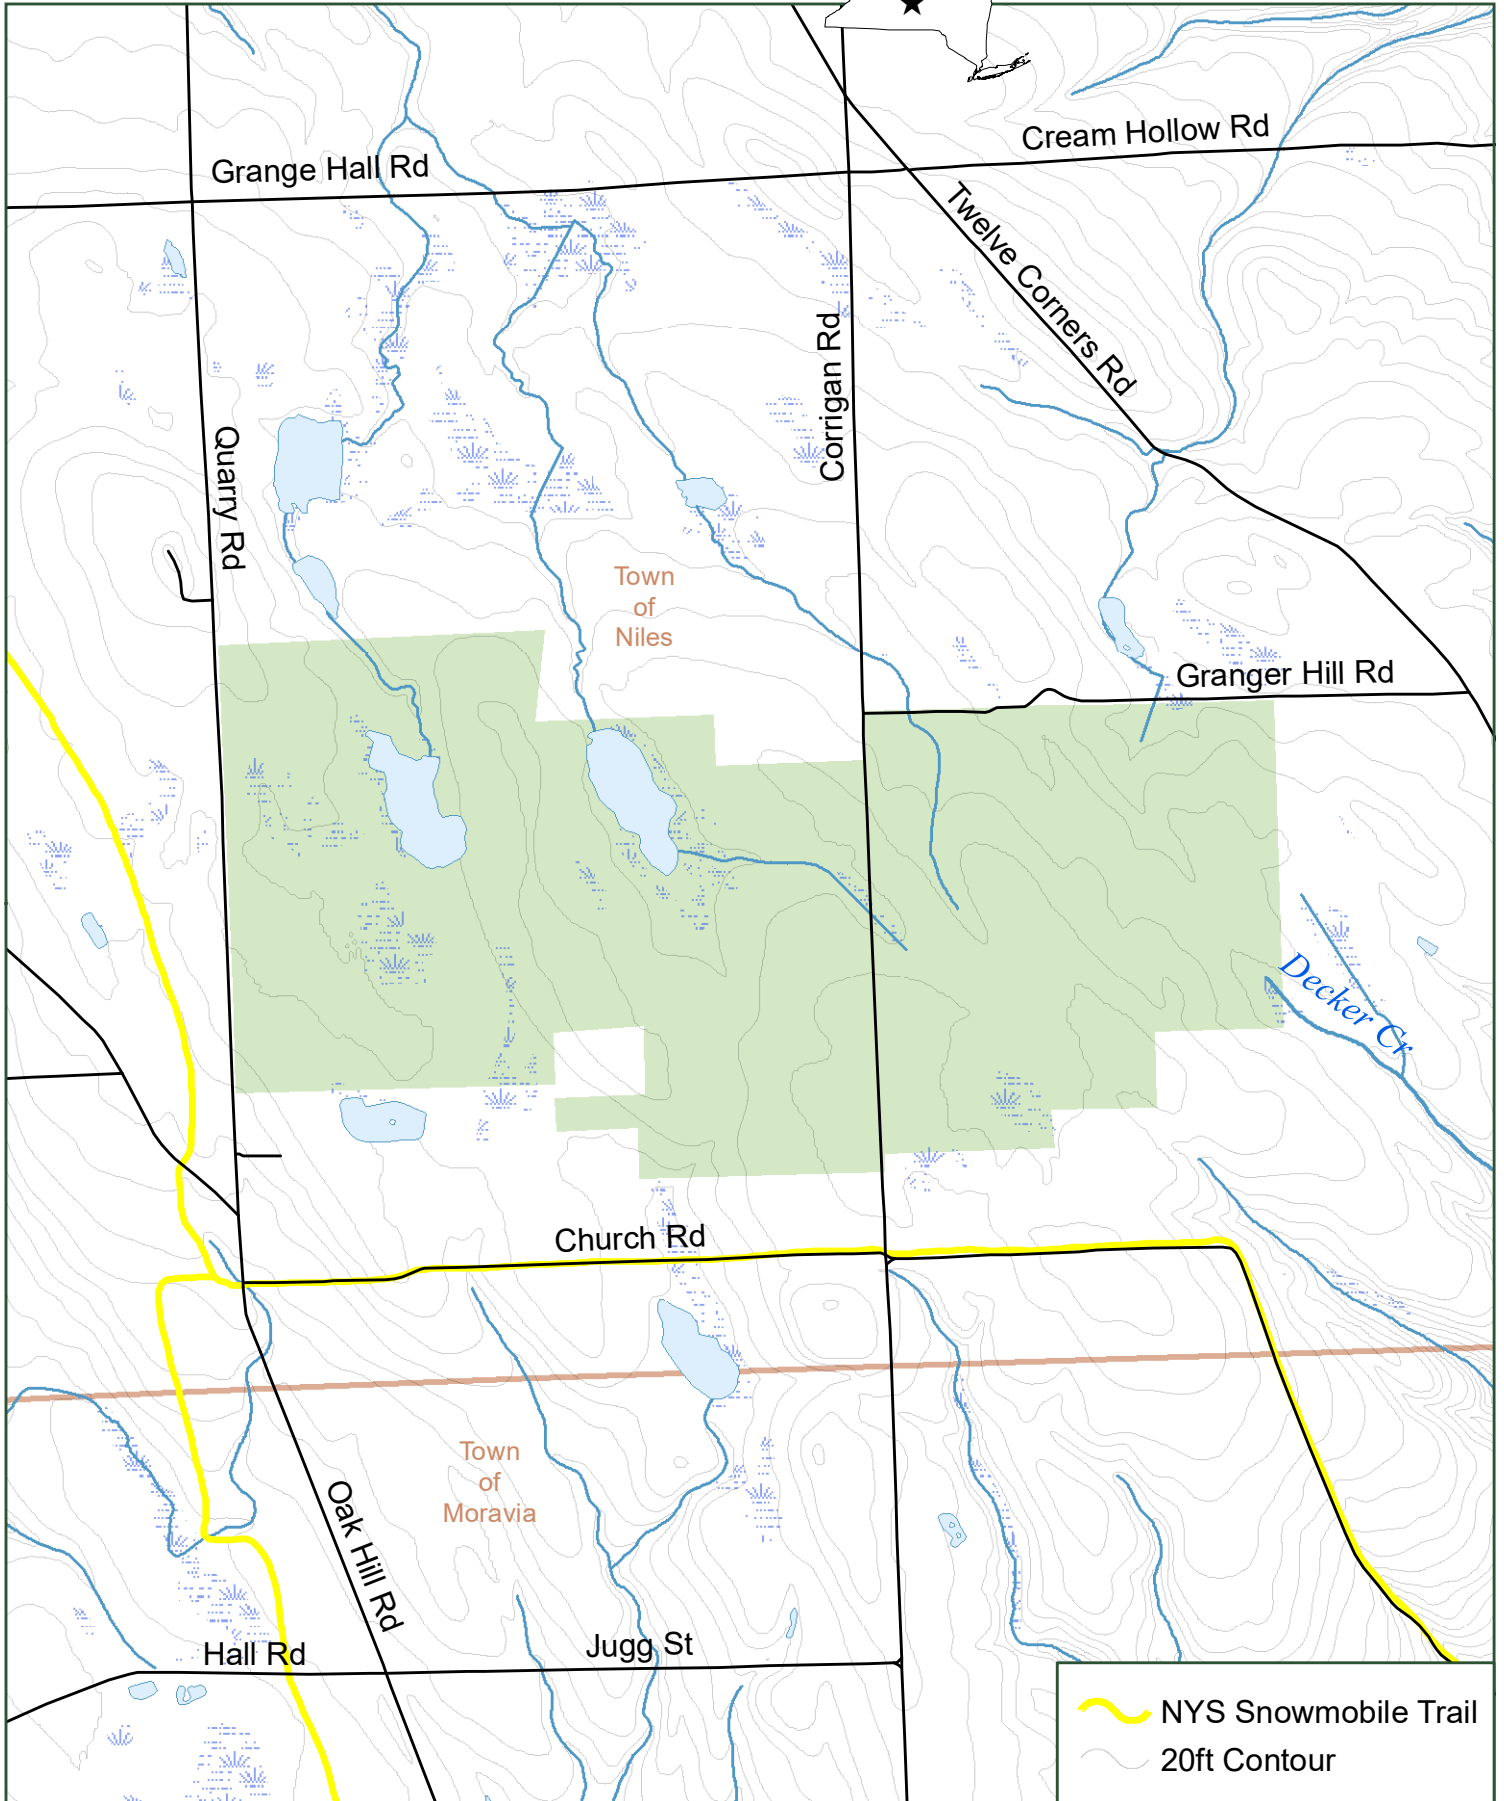 Cream Hollow Rd
Grange Hall Rd
Twelve Corners Rd
Corrigan Rd
Quarry Rd
Town
of
Niles
Granger Hill Rd
Decker Cr
Church Rd
Town
of
Moravia
Oak Hill Rd
Hall Rd
Jugg St
NYS Snowmobile Trail
20ft Contour